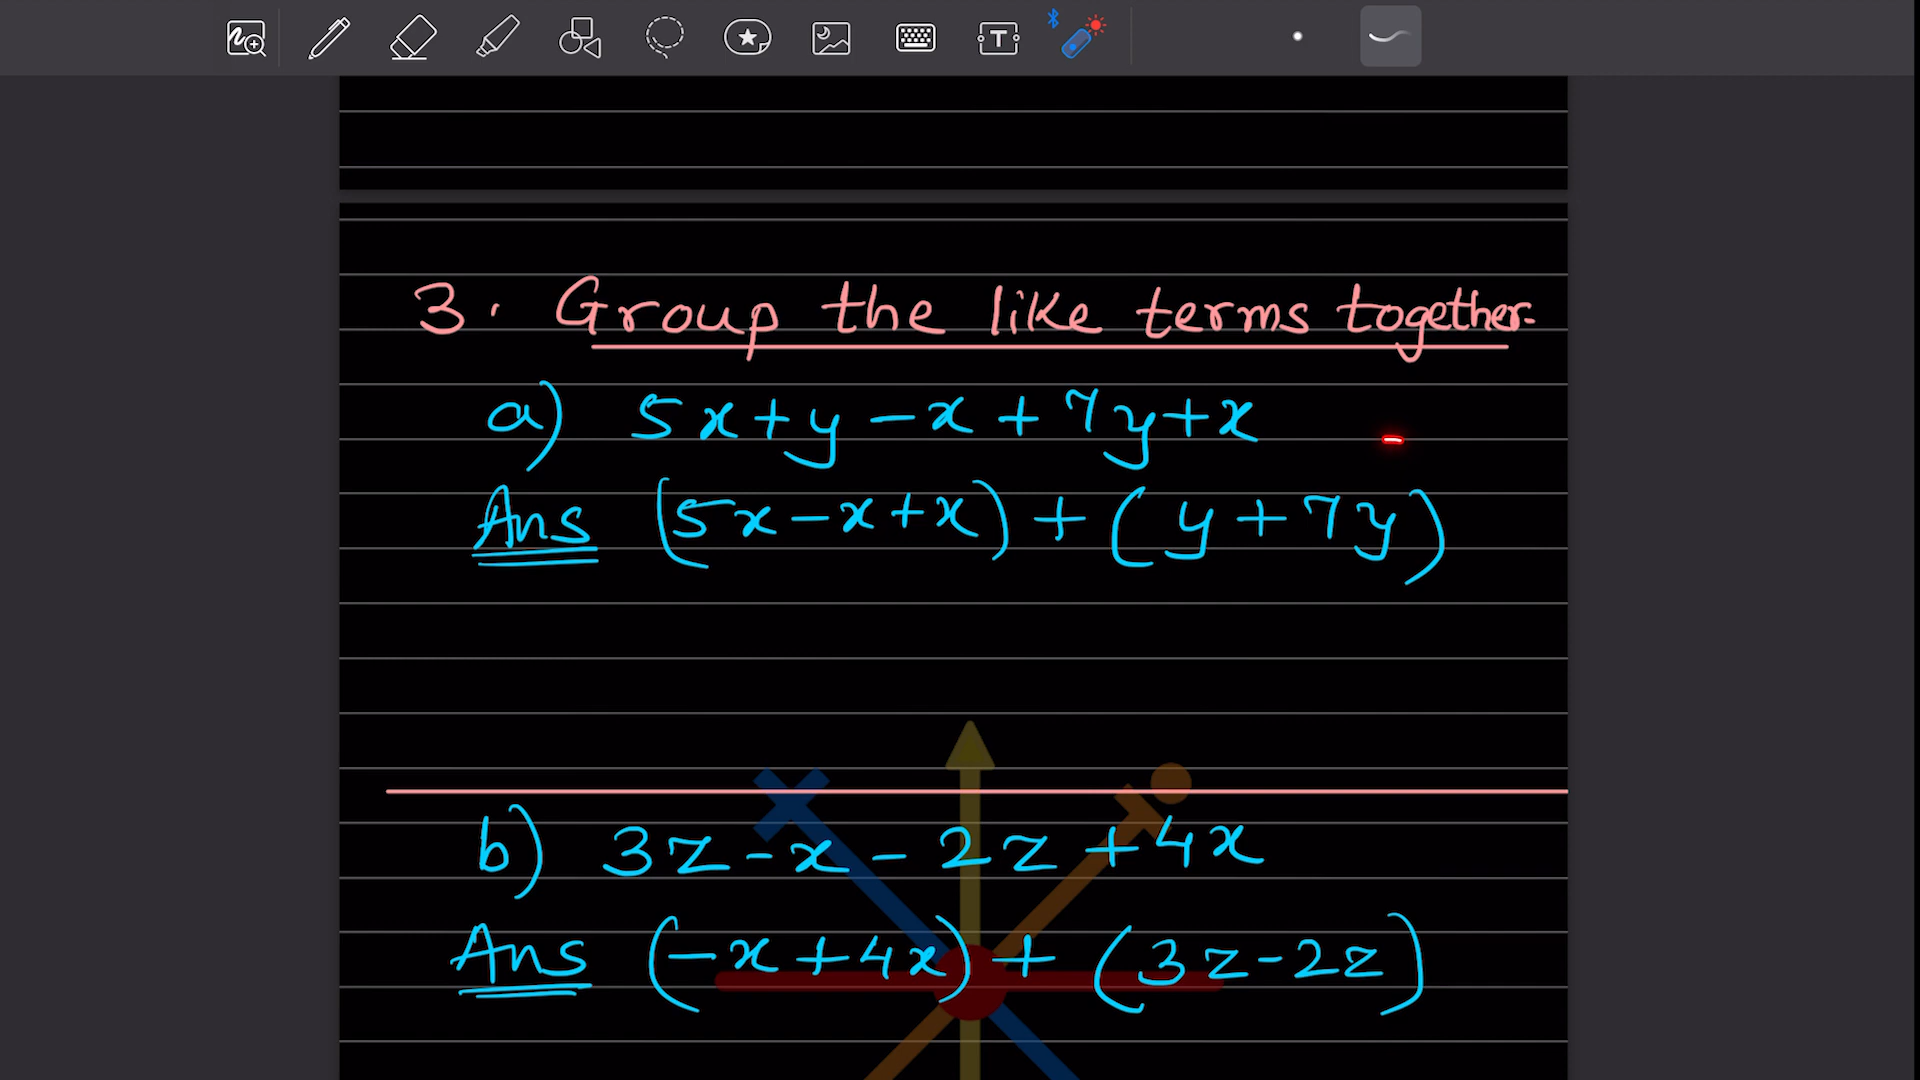 3. Group the like terms together.
a) 5x+y-x+7y+x
Ans (5x-x+x)+(y+7y)
b) 3z-x-2z+4x
Ans (-x+4x)+(3z-2z)